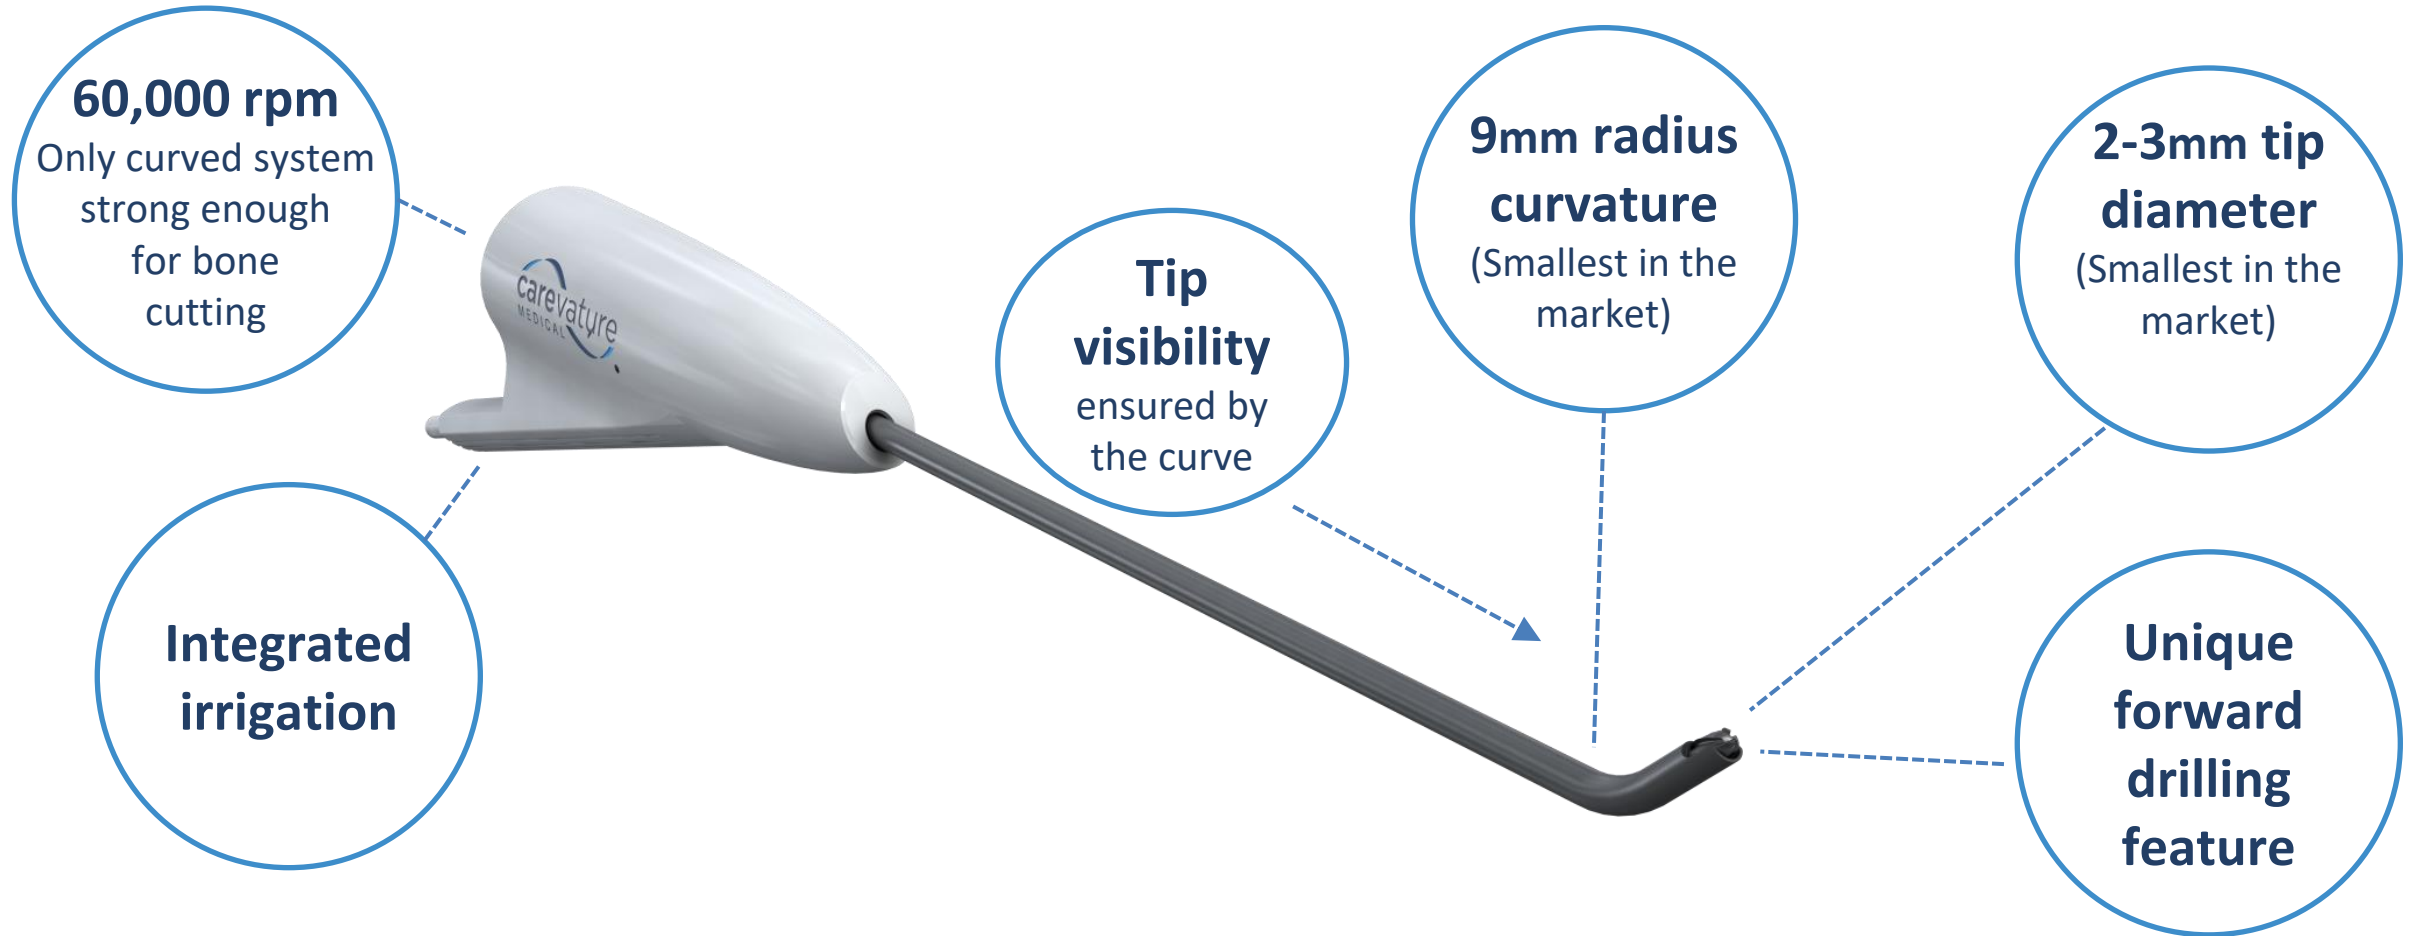 60,000 rpm
Only curved system
strong enough
for bone
cutting
carevature
MEDICAL
Tip
visibility
ensured by
the curve
9mm radius
curvature
(Smallest in the
market)
2-3mm tip
diameter
(Smallest in the
market)
Integrated
irrigation
Unique
forward
drilling
feature